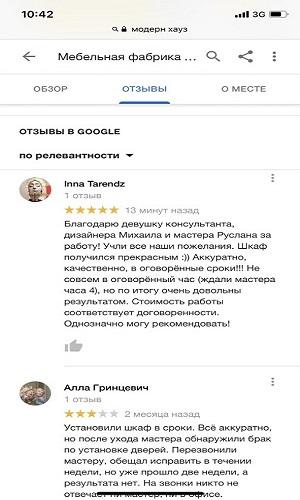 10:42
3G
модерн хауз
Мебельная фабрика ...
ОБЗОР ОТЗЫВЫ О МЕСТЕ
ОТЗЫВЫ В GOOGLE
по релевантности
Inna Tarendz
1 отзыв
13 минут назад
Благодарю девушку консультанта,
дизайнера Михаила и мастера Руслана за
работу! Учли все наши пожелания. Шкаф
получился прекрасным :)) Аккуратно,
качественно, в оговорённые сроки!!! Не
совсем в оговорённый час (ждали мастера
часа 4), но по итогу очень довольны
результатом. Стоимость работы
соответствует договоренности.
Однозначно могу рекомендовать!
Алла Гринцевич
1 отзыв
2 месяца назад
Установили шкаф в сроки. Всё аккуратно,
но после ухода мастера обнаружили брак
по установке дверей. Перезвонили
мастеру, обещал исправить в течении
недели, но уже прошло две недели, а
результата нет. На звонки никто не
отвечает ни мастер, ни в офисе.